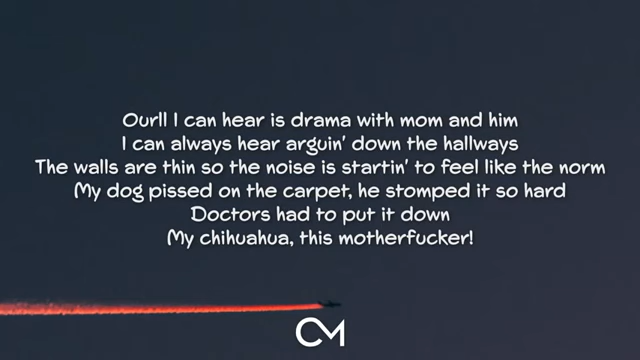 Ourll I can hear is drama with mom and him
I can always hear arguin' down the hallways
The walls are thin so the noise is startin' to feel like the norm
My dog pissed on the carpet, he stomped it so hard
Doctors had to put it down
My chihuahua, this motherfucker!
CM